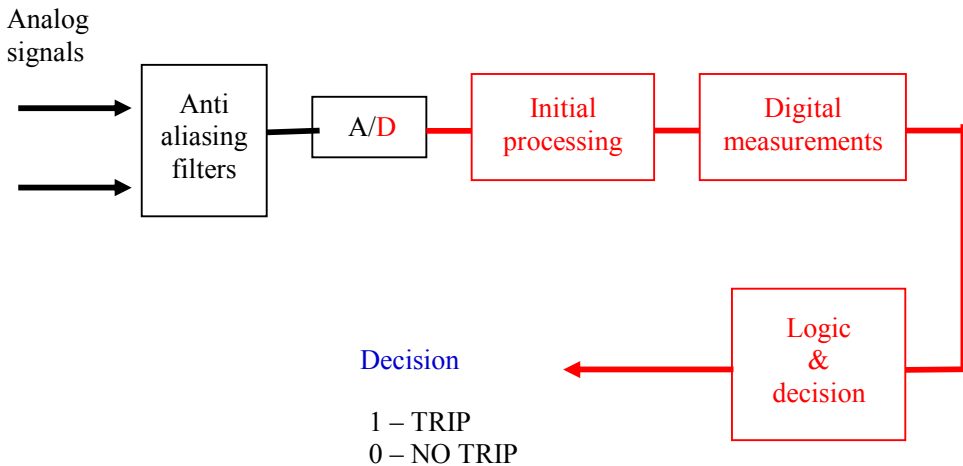 Analog
signals
Anti
aliasing
filters
A/D
Initial
processing
Digital
measurements
Logic
&
decision
Decision
1 – TRIP
0 – NO TRIP